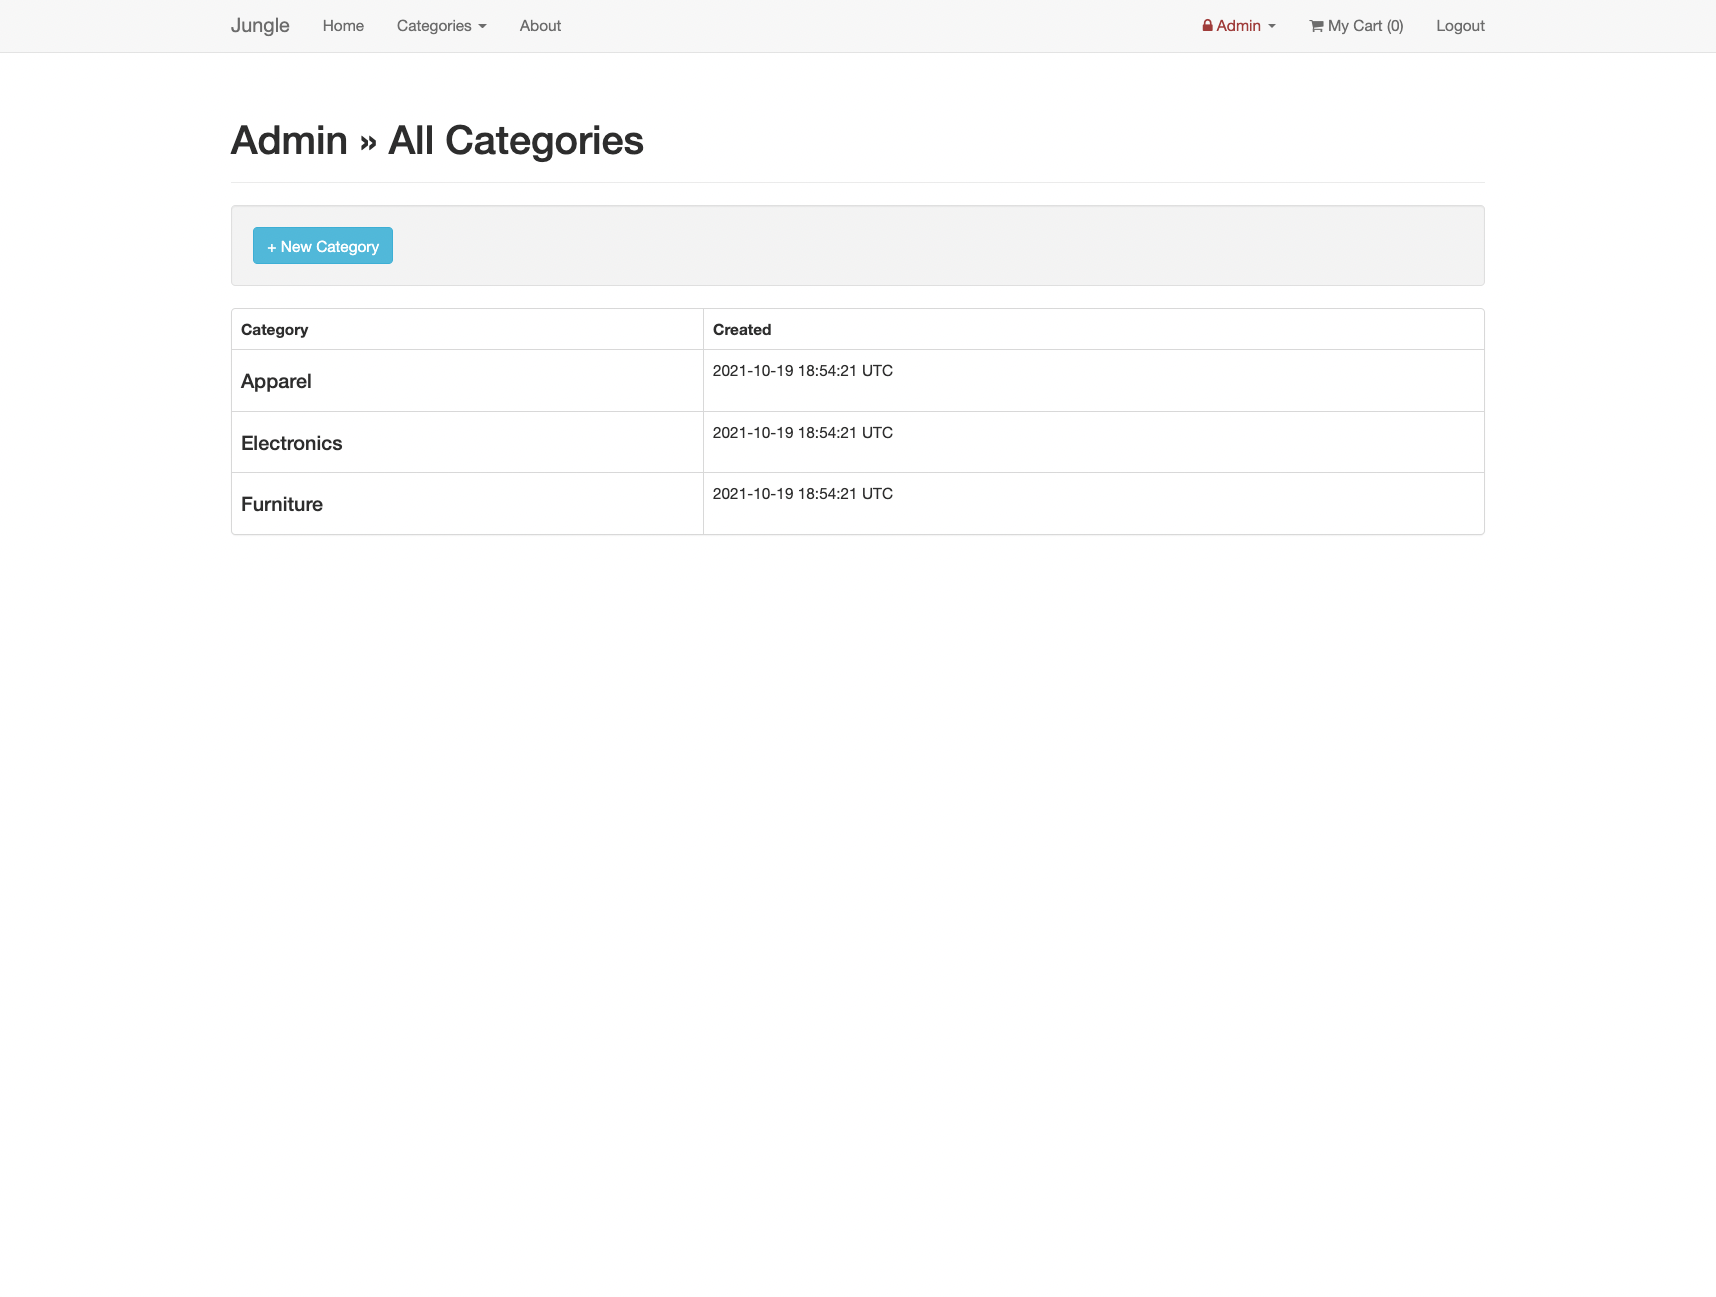 Jungle Home Categories About Admin My Cart (0) Logout
Admin » All Categories
+ New Category
Category Created
Apparel 2021-10-19 18:54:21 UTC
Electronics 2021-10-19 18:54:21 UTC
Furniture 2021-10-19 18:54:21 UTC